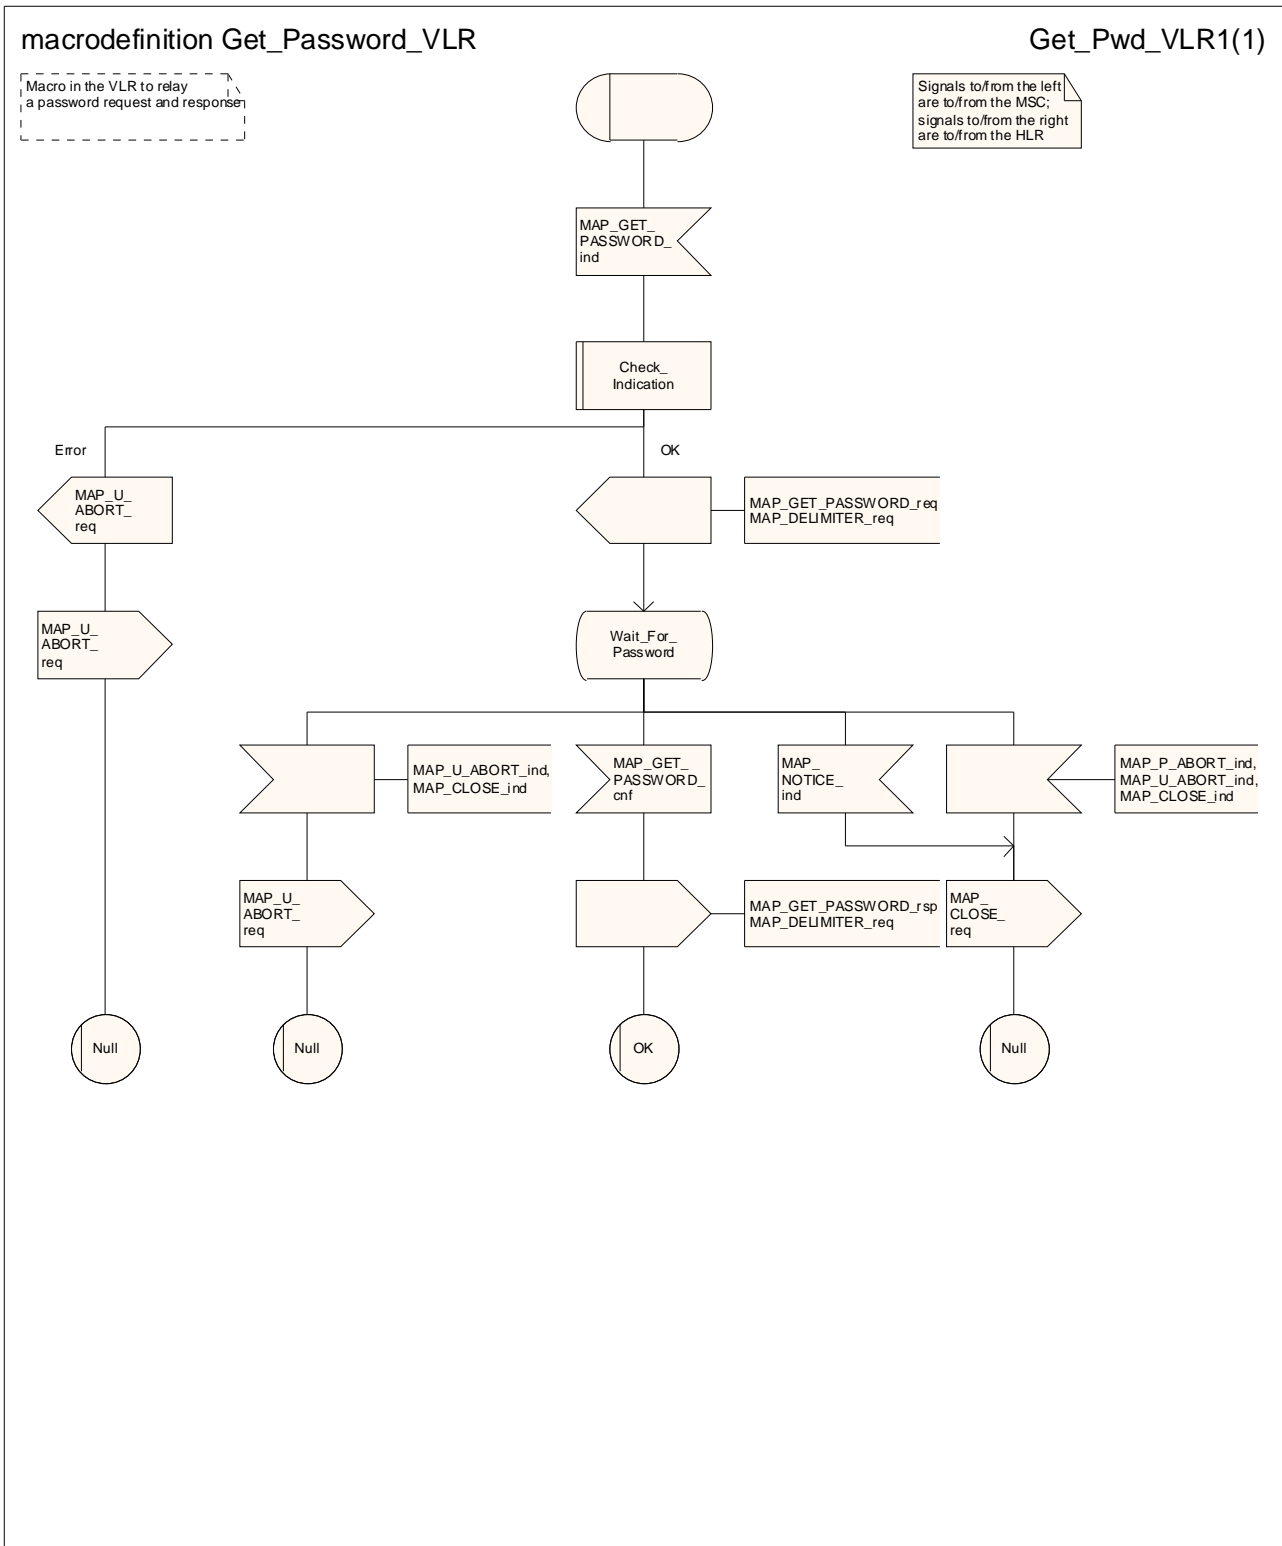 macrodefinition Get_Password_VLR
Get_Pwd_VLR1(1)
Macro in the VLR to relay
a password request and response
Signals to/from the left
are to/from the MSC;
signals to/from the right
are to/from the HLR
MAP_GET_
PASSWORD_
ind
Check_
Indication
Error
OK
MAP_U_
ABORT_
req
MAP_GET_PASSWORD_req
MAP_DELIMITER_req
MAP_U_
ABORT_
req
Wait_For_
Password
MAP_U_ABORT_ind,
MAP_CLOSE_ind
MAP_GET_
PASSWORD_
cnf
MAP_
NOTICE_
ind
MAP_P_ABORT_ind,
MAP_U_ABORT_ind,
MAP_CLOSE_ind
MAP_U_
ABORT_
req
MAP_GET_PASSWORD_rsp
MAP_DELIMITER_req
MAP_
CLOSE_
req
Null
Null
OK
Null